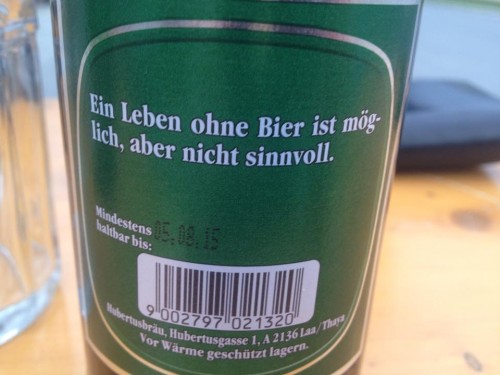 Ein Leben ohne Bier ist mög-
lich, aber nicht sinnvoll.
Mindestens
haltbar bis: 05.08.15
9 002797 021320
Hubertusbräu, Hubertusgasse 1, A 2136 Laa/Thaya
Vor Wärme geschützt lagern.